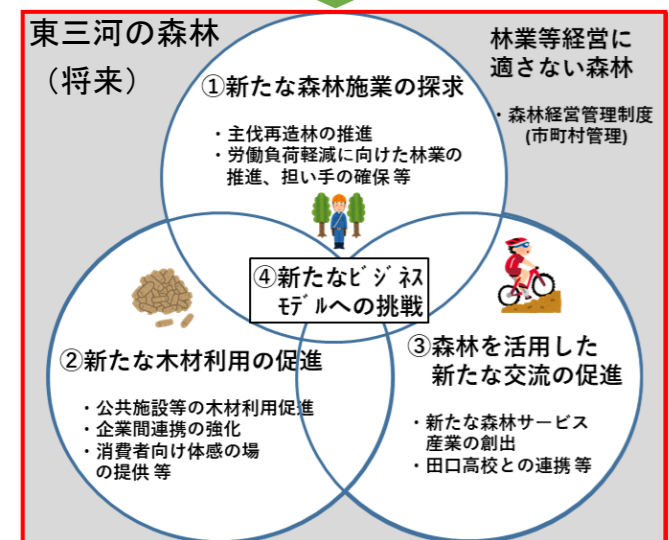 東三河の森林
（将来）
林業等経営に
適さない森林
・森林経営管理制度
(市町村管理)
①新たな森林施業の探求
・主伐再造林の推進
・労働負荷軽減に向けた林業の
推進、担い手の確保 等
④新たなﾋﾞｼﾞﾈｽ
ﾓﾃﾞﾙへの挑戦
②新たな木材利用の促進
・公共施設等の木材利用促進
・企業間連携の強化
・消費者向け体感の場
の提供 等
③森林を活用した
新たな交流の促進
・新たな森林サービス
産業の創出
・田口高校との連携 等